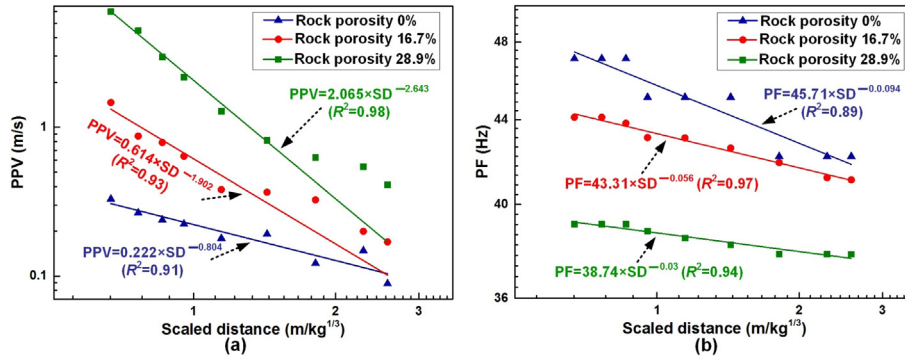 (a)
Rock porosity 0%
Rock porosity 16.7%
Rock porosity 28.9%
PPV=2.065×SD^−2.643
(R²=0.98)
PPV=0.614×SD^−1.902
(R²=0.93)
PPV=0.222×SD^−0.804
(R²=0.91)
PPV (m/s)
1
0.1
1
2
3
Scaled distance (m/kg^1/3)
(a)
(b)
Rock porosity 0%
Rock porosity 16.7%
Rock porosity 28.9%
PF=45.71×SD^−0.0.094
(R²=0.89)
PF=43.31×SD^−0.056 (R²=0.97)
PF=38.74×SD^−0.03 (R²=0.94)
PF (Hz)
48
44
40
36
1
2
3
Scaled distance (m/kg^1/3)
(b)